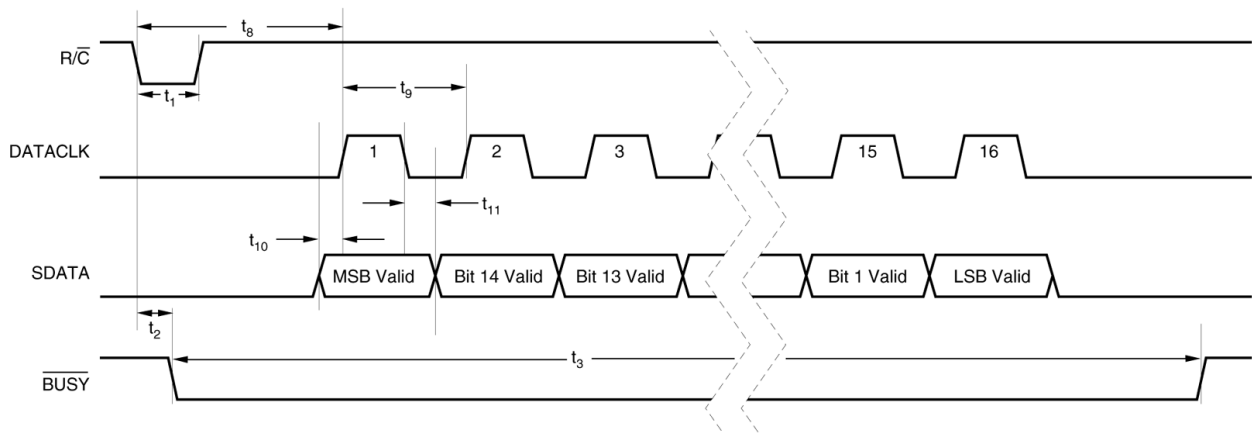 t8
R/C̅
t1
t9
DATACLK
1
2
3
15
16
t11
t10
SDATA
MSB Valid
Bit 14 Valid
Bit 13 Valid
Bit 1 Valid
LSB Valid
t2
t3
B̅U̅S̅Y̅